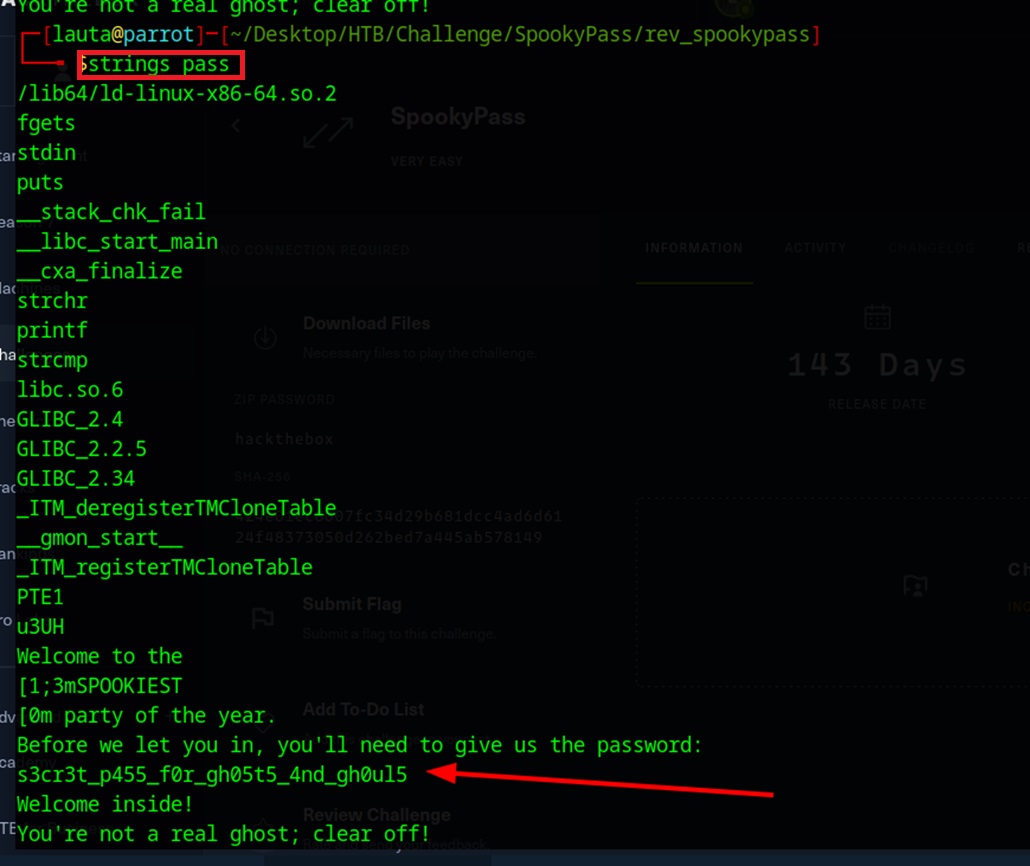 You're not a real ghost; clear off!
[lauta@parrot]-[~/Desktop/HTB/Challenge/SpookyPass/rev_spookypass]
$strings pass
/lib64/ld-linux-x86-64.so.2
fgets
stdin
puts
__stack_chk_fail
__libc_start_main
__cxa_finalize
strchr
printf
strcmp
libc.so.6
GLIBC_2.4
GLIBC_2.2.5
GLIBC_2.34
_ITM_deregisterTMCloneTable
__gmon_start__
_ITM_registerTMCloneTable
PTE1
u3UH
Welcome to the
[1;3mSPOOKIEST
[0m party of the year.
Before we let you in, you'll need to give us the password:
s3cr3t_p455_f0r_gh05t5_4nd_gh0ul5
Welcome inside!
You're not a real ghost; clear off!
SpookyPass
VERY EASY
NO CONNECTION REQUIRED
INFORMATION
ACTIVITY
CHANGELOG
Download Files
Necessary files to play the challenge.
143 Days
RELEASE DATE
ZIP PASSWORD
hackthebox
SHA-256
24f48373050d262bed7a445ab578149
Submit Flag
Submit a flag to this challenge.
Add To-Do List
Review Challenge